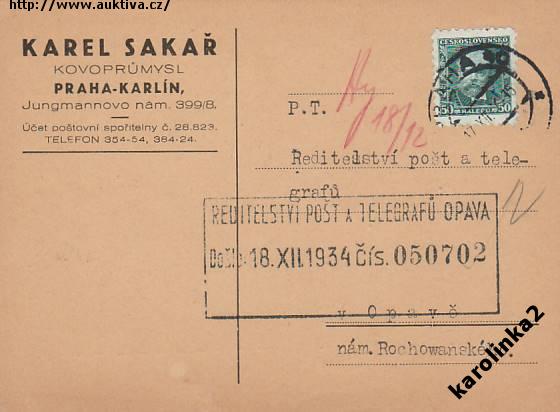 http://www.auktiva.cz/
KAREL SAKAŘ
KOVOPRŮMYSL
PRAHA-KARLÍN,
Jungmannovo nám. 399/8.
Účet poštovní spořitelny č. 28.823.
TELEFON 354-54, 384-24.
ČESKOSLOVENSKO
50 HALÉŘŮ 50
18/12
P.T.
Ředitelství pošt a tele-
grafů
ŘEDITELSTVÍ POŠT A TELEGRAFŮ OPAVA
Došlo 18.XII.1934 čís. 050702
v Opavě
nám. Rochowanské
karolinka2